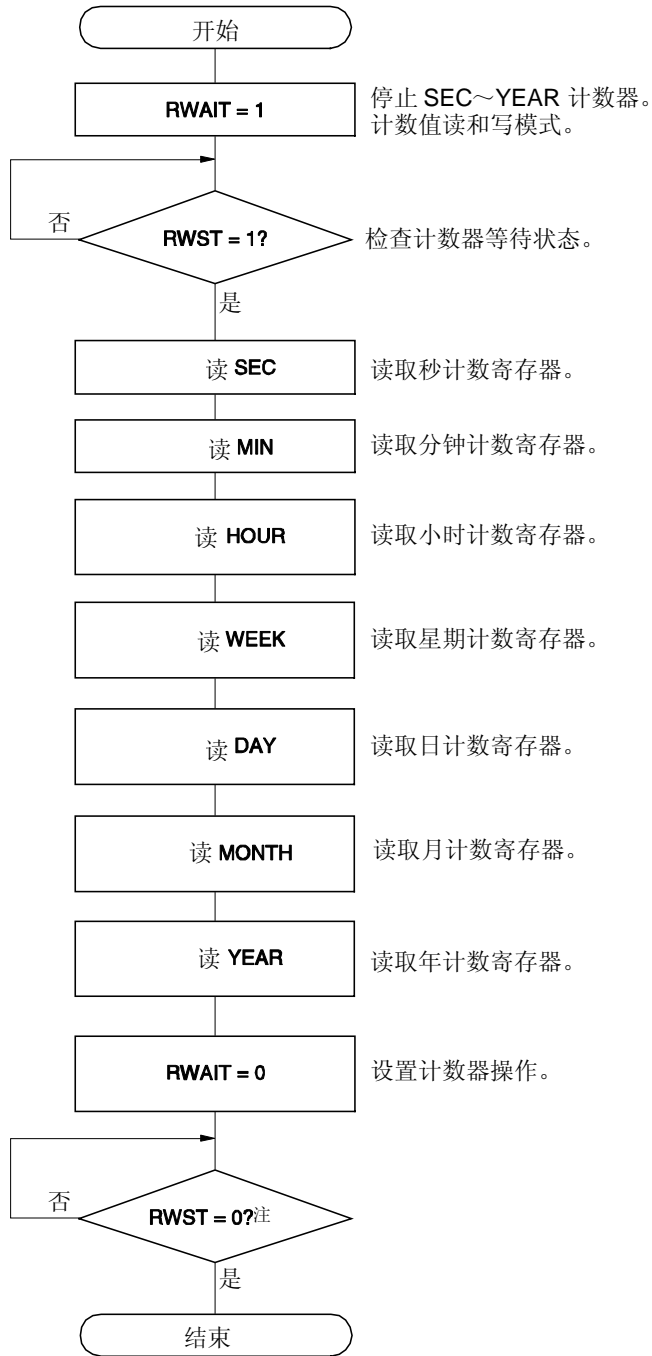 开始
RWAIT = 1
停止 SEC～YEAR 计数器。
计数值读和写模式。
否
RWST = 1?
检查计数器等待状态。
是
读 SEC
读取秒计数寄存器。
读 MIN
读取分钟计数寄存器。
读 HOUR
读取小时计数寄存器。
读 WEEK
读取星期计数寄存器。
读 DAY
读取日计数寄存器。
读 MONTH
读取月计数寄存器。
读 YEAR
读取年计数寄存器。
RWAIT = 0
设置计数器操作。
否
RWST = 0?注
是
结束